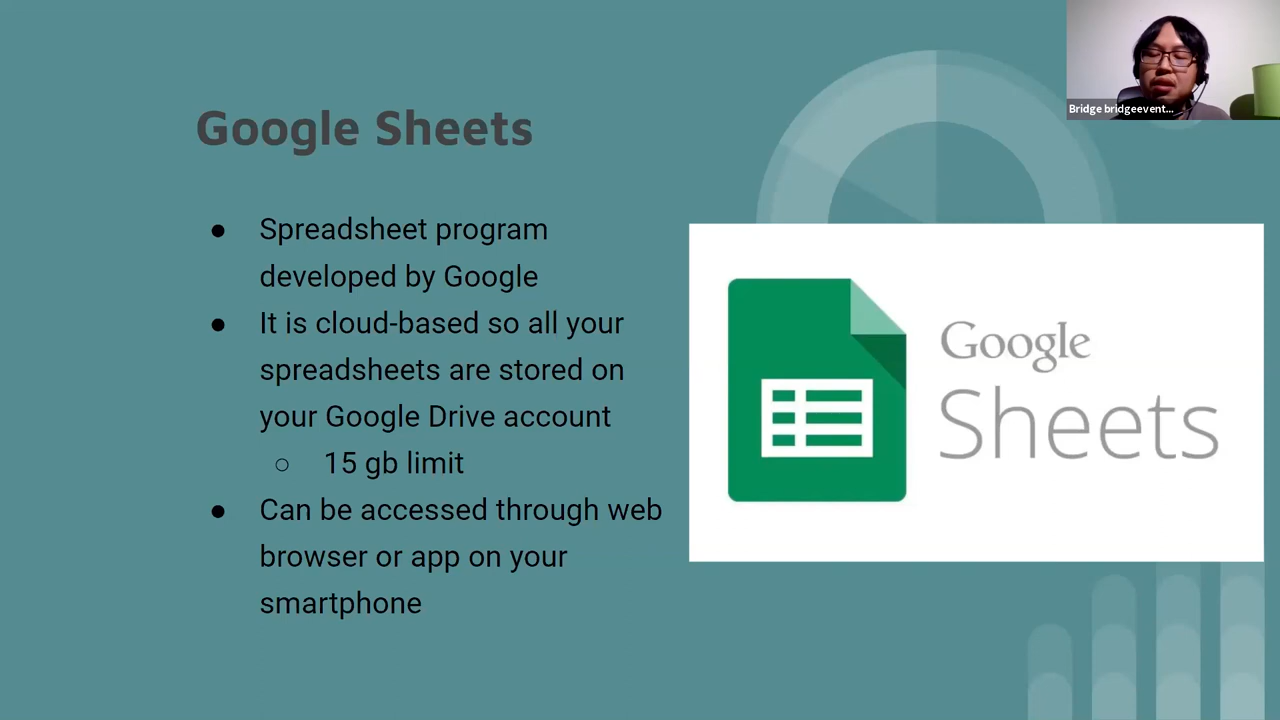 Google Sheets
Bridge bridgeevent...
● Spreadsheet program
developed by Google
● It is cloud-based so all your
spreadsheets are stored on
your Google Drive account
○ 15 gb limit
● Can be accessed through web
browser or app on your
smartphone
Google
Sheets